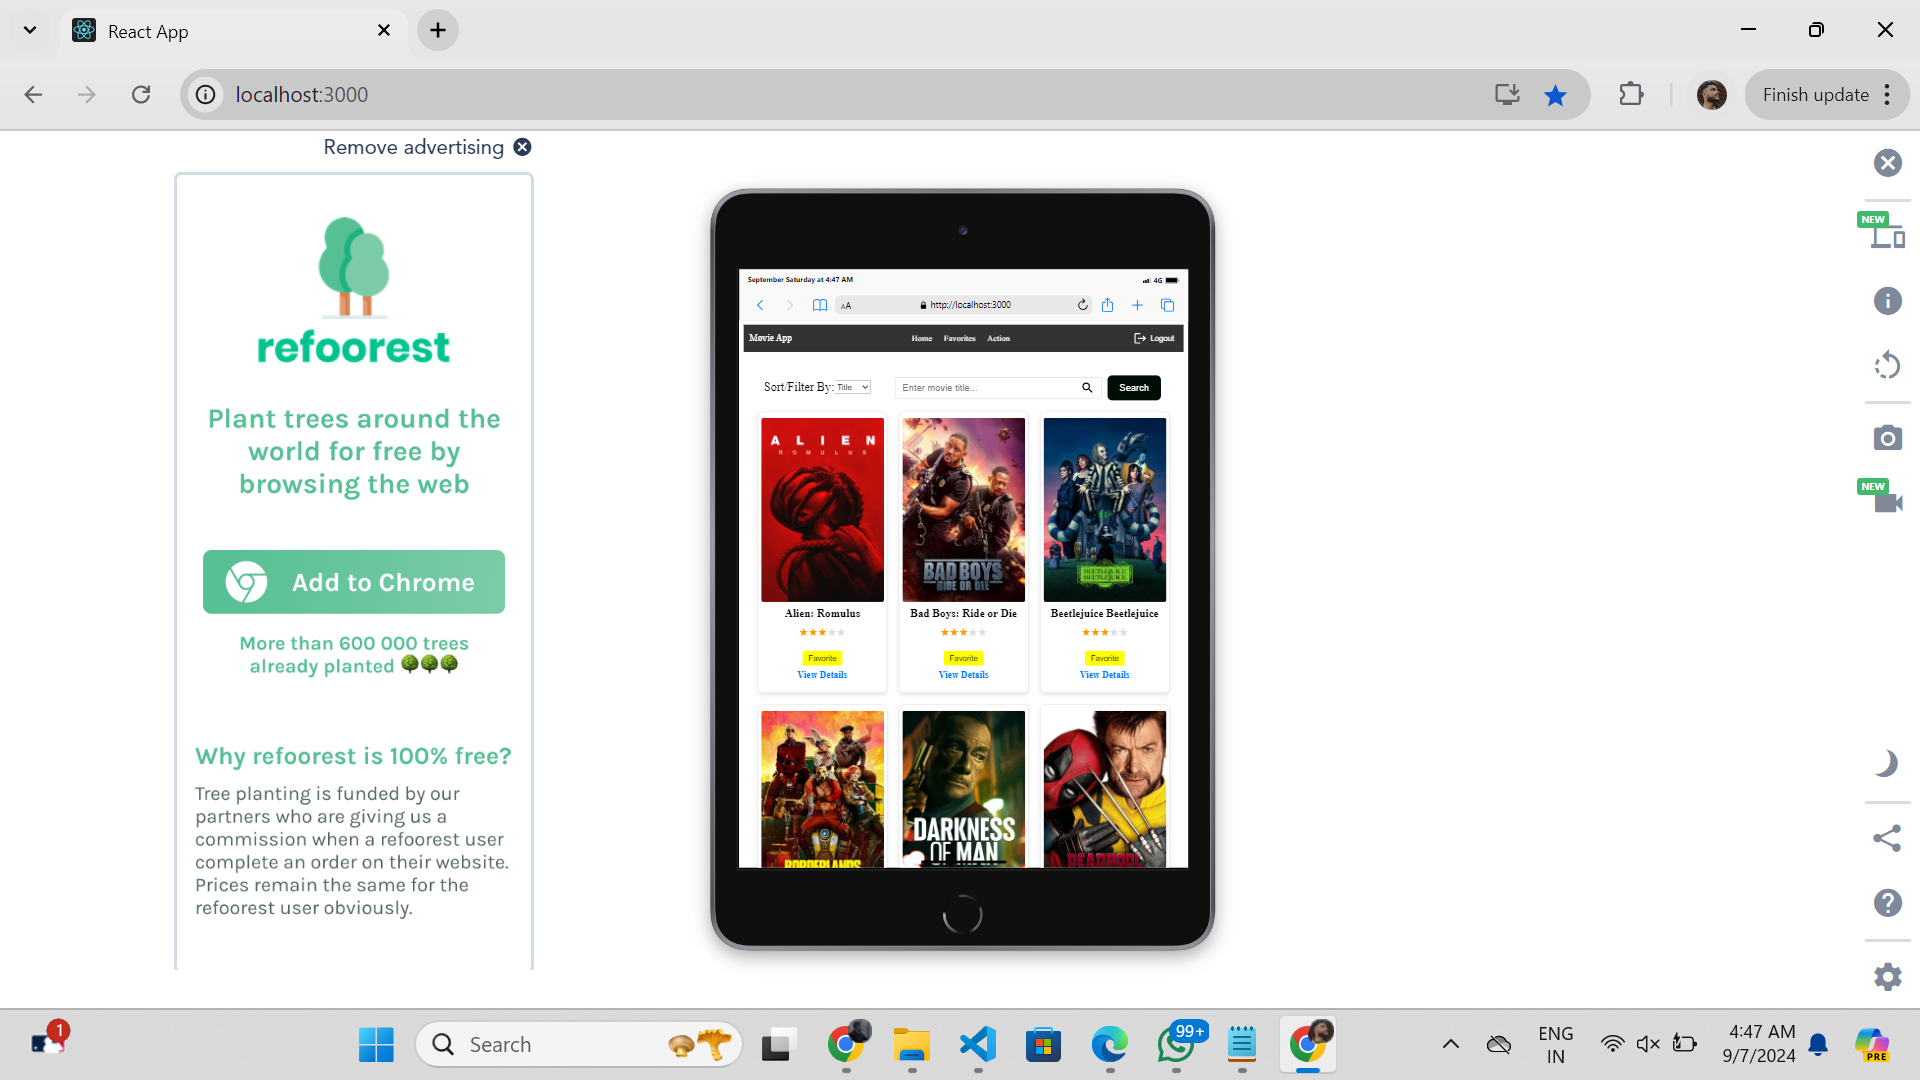 React App
localhost:3000
Finish update
Remove advertising
refoorest
Plant trees around the
world for free by
browsing the web
Add to Chrome
More than 600 000 trees
already planted
Why refoorest is 100% free?
Tree planting is funded by our
partners who are giving us a
commission when a refoorest user
complete an order on their website.
Prices remain the same for the
refoorest user obviously.
September Saturday at 4:47 AM
4G
AA
http://localhost:3000
Movie App
Home
Favorites
Action
Logout
Sort/Filter By:
Title
Enter movie title...
Search
ALIEN
ROMULUS
BAD BOYS
RIDE OR DIE
BEETLEJUICE
BEETLEJUICE
Alien: Romulus
Bad Boys: Ride or Die
Beetlejuice Beetlejuice
Favorite
Favorite
Favorite
View Details
View Details
View Details
BORDERLANDS
DARKNESS
OF MAN
DEADPOOL
NEW
NEW
1
Search
99+
ENG
IN
4:47 AM
9/7/2024
PRE